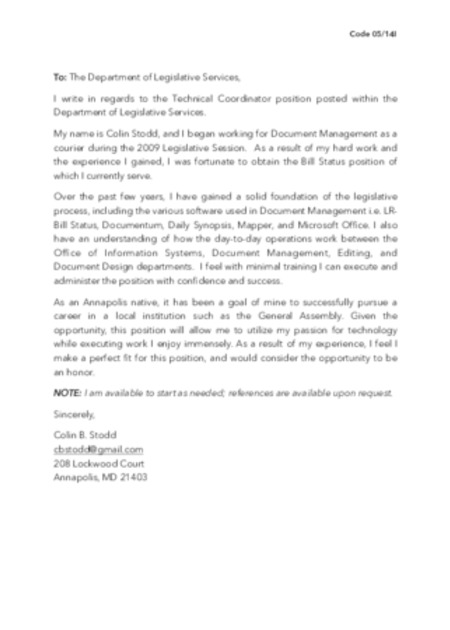 Code 05/14I
To: The Department of Legislative Services,
I write in regards to the Technical Coordinator position posted within the
Department of Legislative Services.
My name is Colin Stodd, and I began working for Document Management as a
courier during the 2009 Legislative Session. As a result of my hard work and
the experience I gained, I was fortunate to obtain the Bill Status position of
which I currently serve.
Over the past few years, I have gained a solid foundation of the legislative
process, including the various software used in Document Management i.e. LR-
Bill Status, Documentum, Daily Synopsis, Mapper, and Microsoft Office. I also
have an understanding of how the day-to-day operations work between the
Office of Information Systems, Document Management, Editing, and
Document Design departments. I feel with minimal training I can execute and
administer the position with confidence and success.
As an Annapolis native, it has been a goal of mine to successfully pursue a
career in a local institution such as the General Assembly. Given the
opportunity, this position will allow me to utilize my passion for technology
while executing work I enjoy immensely. As a result of my experience, I feel I
make a perfect fit for this position, and would consider the opportunity to be
an honor.
NOTE: I am available to start as needed; references are available upon request.
Sincerely,
Colin B. Stodd
cbstodd@gmail.com
208 Lockwood Court
Annapolis, MD 21403